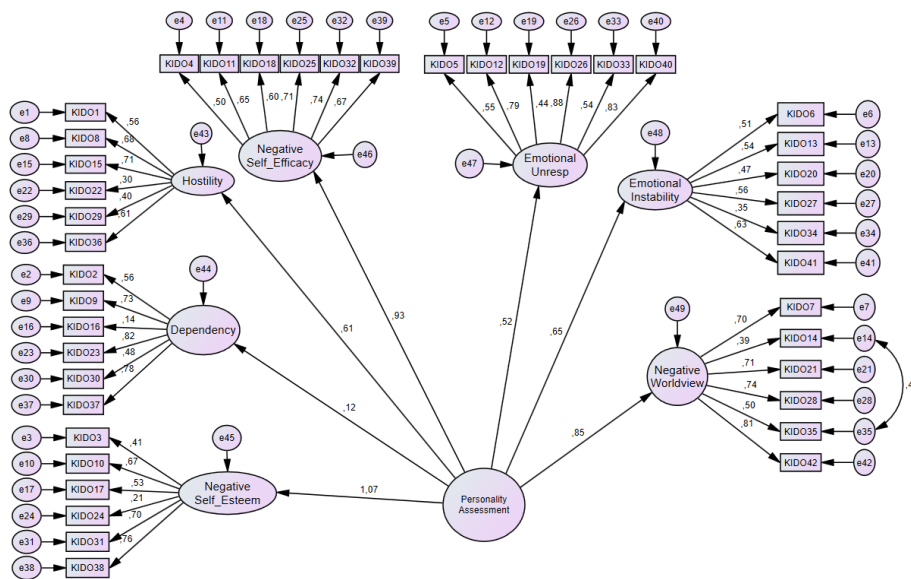 e4 e11 e18 e25 e32 e39
KIDO4 KIDO11 KIDO18 KIDO25 KIDO32 KIDO39
,50 ,65 ,60 ,71 ,74 ,67
Negative
Self_Efficacy
e46
e5 e12 e19 e26 e33 e40
KIDO5 KIDO12 KIDO19 KIDO26 KIDO33 KIDO40
,55 ,79 ,44 ,88 ,54 ,83
e47
Emotional
Unresp
e1 KIDO1 ,56
e8 KIDO8 ,68
e15 KIDO15 ,71
e22 KIDO22 ,30
e29 KIDO29 ,40
e36 KIDO36 ,61
e43
Hostility
e48
Emotional
Instability
,51 KIDO6 e6
,54 KIDO13 e13
,47 KIDO20 e20
,56 KIDO27 e27
,35 KIDO34 e34
,63 KIDO41 e41
e2 KIDO2 ,56
e9 KIDO9 ,73
e16 KIDO16 ,14
e23 KIDO23 ,82
e30 KIDO30 ,48
e37 KIDO37 ,78
e44
Dependency
,61 ,93 ,52 ,65
,12 ,85
1,07
e49
Negative
Worldview
,70 KIDO7 e7
,39 KIDO14 e14
,71 KIDO21 e21
,74 KIDO28 e28
,50 KIDO35 e35
,81 KIDO42 e42
e3 KIDO3 ,41
e10 KIDO10 ,67
e17 KIDO17 ,53
e24 KIDO24 ,21
e31 KIDO31 ,70
e38 KIDO38 ,76
e45
Negative
Self_Esteem
Personality
Assessment